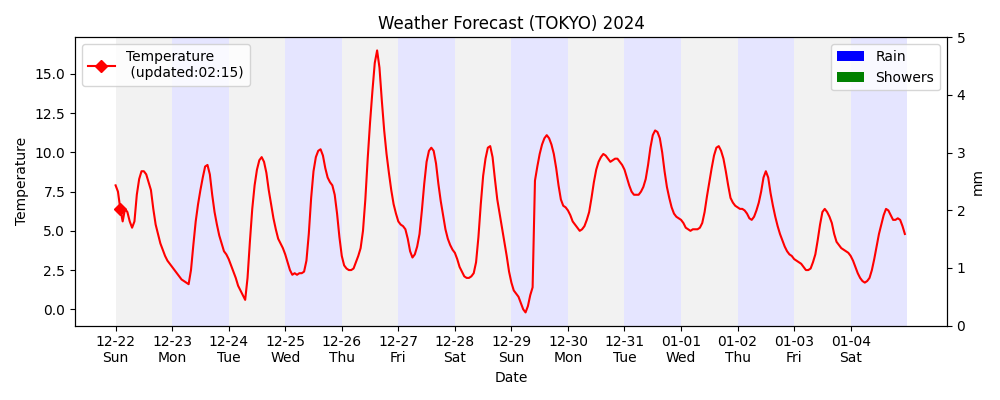 Weather Forecast (TOKYO) 2024
Temperature
(updated:02:15)
Rain
Showers
Temperature
15.0
12.5
10.0
7.5
5.0
2.5
0.0
5
4
3
2
1
0
mm
12-22 12-23 12-24 12-25 12-26 12-27 12-28 12-29 12-30 12-31 01-01 01-02 01-03 01-04
Sun Mon Tue Wed Thu Fri Sat Sun Mon Tue Wed Thu Fri Sat
Date